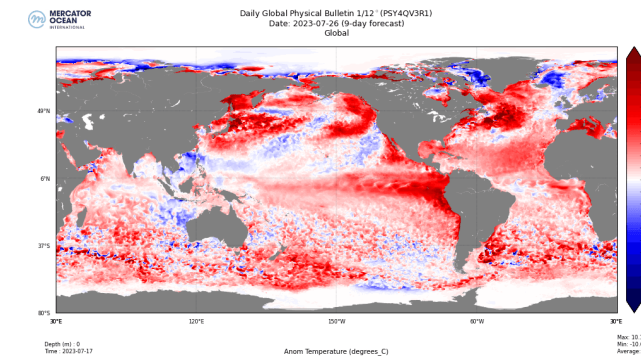 MERCATOR
OCEAN
INTERNATIONAL
Daily Global Physical Bulletin 1/12° (PSY4QV3R1)
Date: 2023-07-26 (9-day forecast)
Global
49°N
6°N
37°S
80°S
30°E
120°E
150°W
60°W
30°E
Depth (m) : 0
Time : 2023-07-17
Anom Temperature (degrees_C)
Max: 10.
Min: -10.
Average